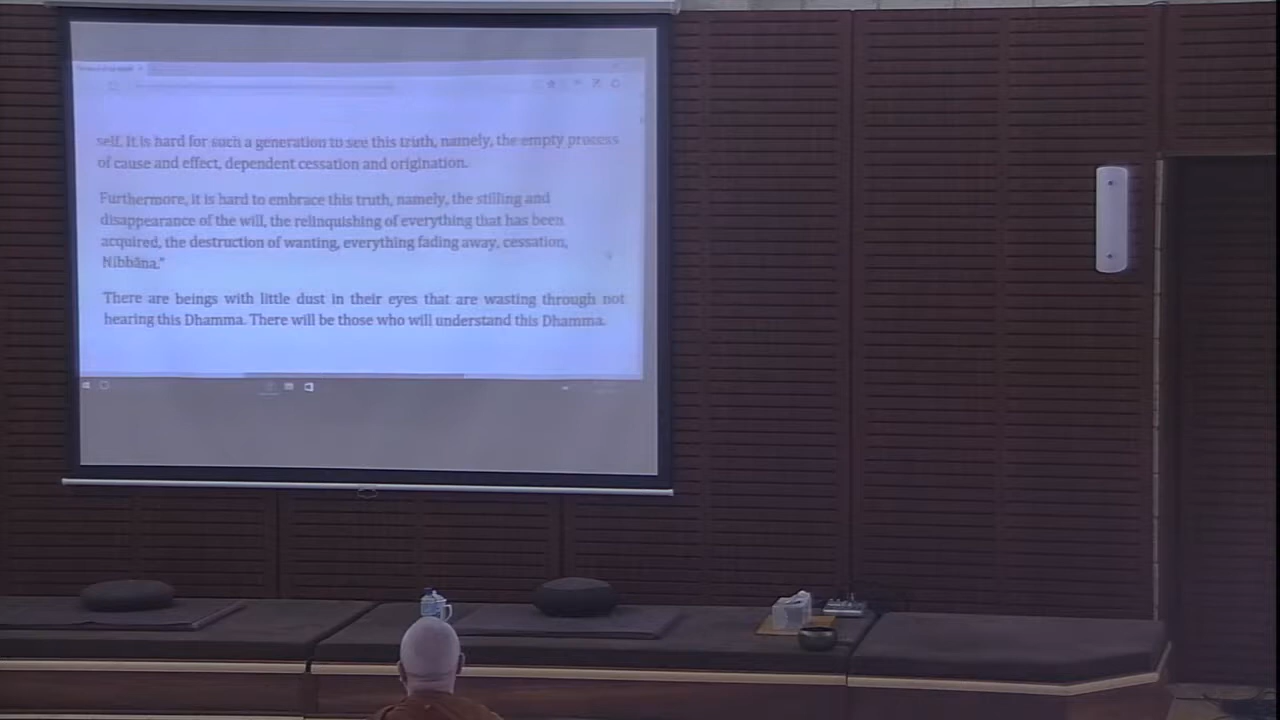 self. It is hard for such a generation to see this truth, namely, the empty process
of cause and effect, dependent cessation and origination.
Furthermore, it is hard to embrace this truth, namely, the stilling and
disappearance of the will, the relinquishing of everything that has been
acquired, the destruction of wanting, everything fading away, cessation,
Nibbāna."
There are beings with little dust in their eyes that are wasting through not
hearing this Dhamma. There will be those who will understand this Dhamma.